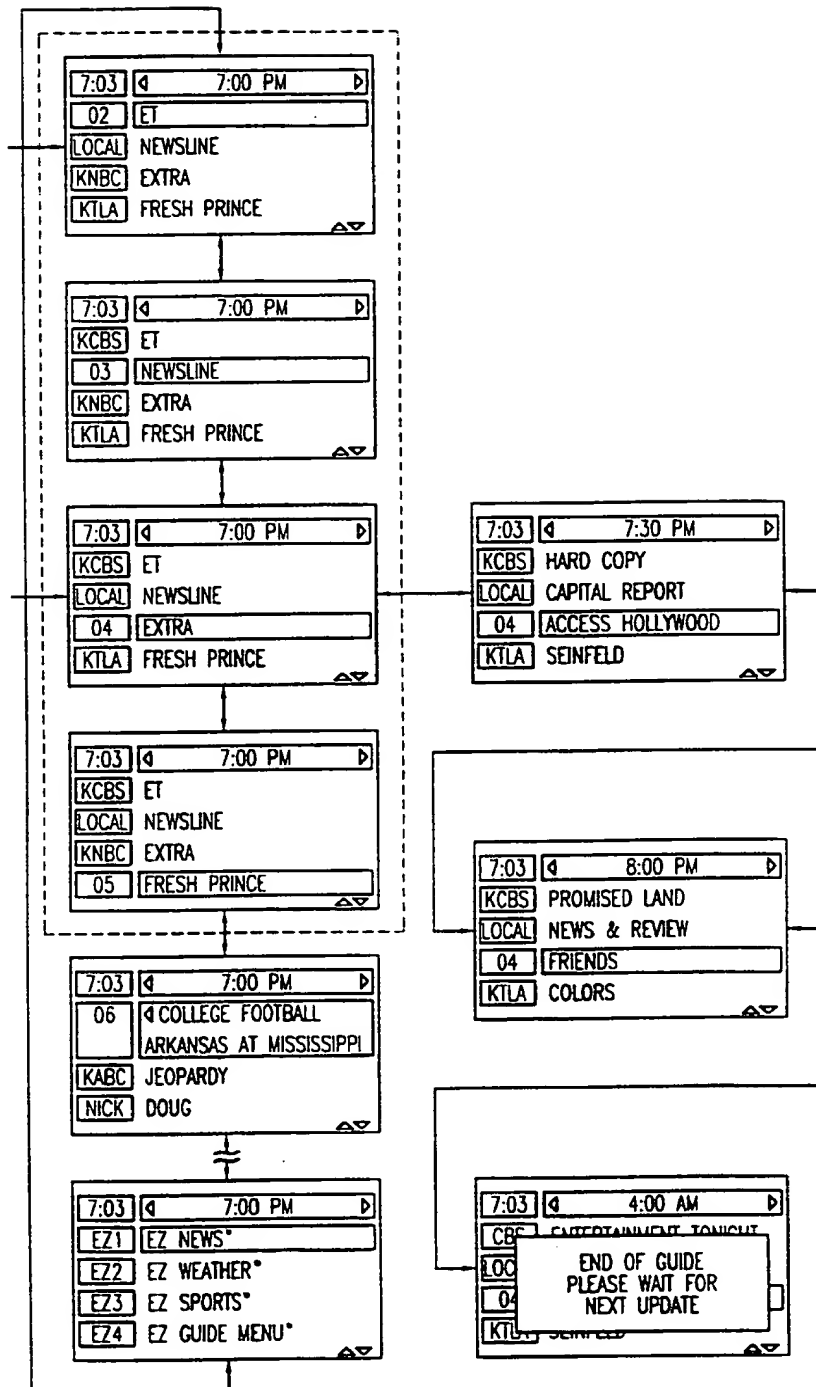 7:03 7:00 PM
02 ET
LOCAL NEWSLINE
KNBC EXTRA
KTLA FRESH PRINCE
7:03 7:00 PM
KCBS ET
03 NEWSLINE
KNBC EXTRA
KTLA FRESH PRINCE
7:03 7:00 PM
KCBS ET
LOCAL NEWSLINE
04 EXTRA
KTLA FRESH PRINCE
7:03 7:30 PM
KCBS HARD COPY
LOCAL CAPITAL REPORT
04 ACCESS HOLLYWOOD
KTLA SEINFELD
7:03 7:00 PM
KCBS ET
LOCAL NEWSLINE
KNBC EXTRA
05 FRESH PRINCE
7:03 8:00 PM
KCBS PROMISED LAND
LOCAL NEWS & REVIEW
04 FRIENDS
KTLA COLORS
7:03 7:00 PM
06 COLLEGE FOOTBALL
ARKANSAS AT MISSISSIPPI
KABC JEOPARDY
NICK DOUG
7:03 7:00 PM
EZ1 EZ NEWS*
EZ2 EZ WEATHER*
EZ3 EZ SPORTS*
EZ4 EZ GUIDE MENU*
7:03 4:00 AM
CBS ENTERTAINMENT TONIGHT
END OF GUIDE
PLEASE WAIT FOR
NEXT UPDATE
04
SEINFELD